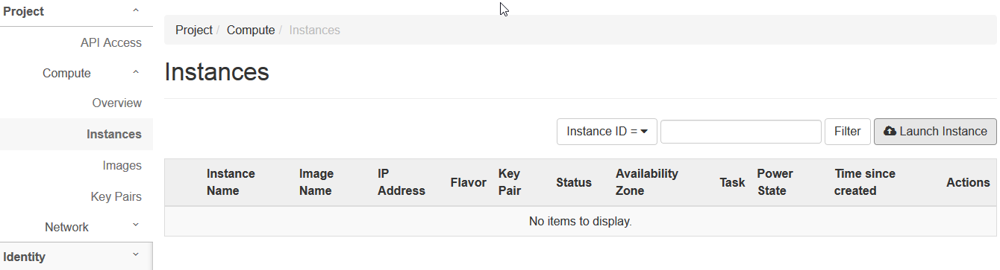 Project
API Access
Compute
Overview
Instances
Images
Key Pairs
Network
Identity
Project / Compute / Instances
Instances
Instance ID = Filter Launch Instance
Instance Name Image Name IP Address Flavor Key Pair Status Availability Zone Task Power State Time since created Actions
No items to display.